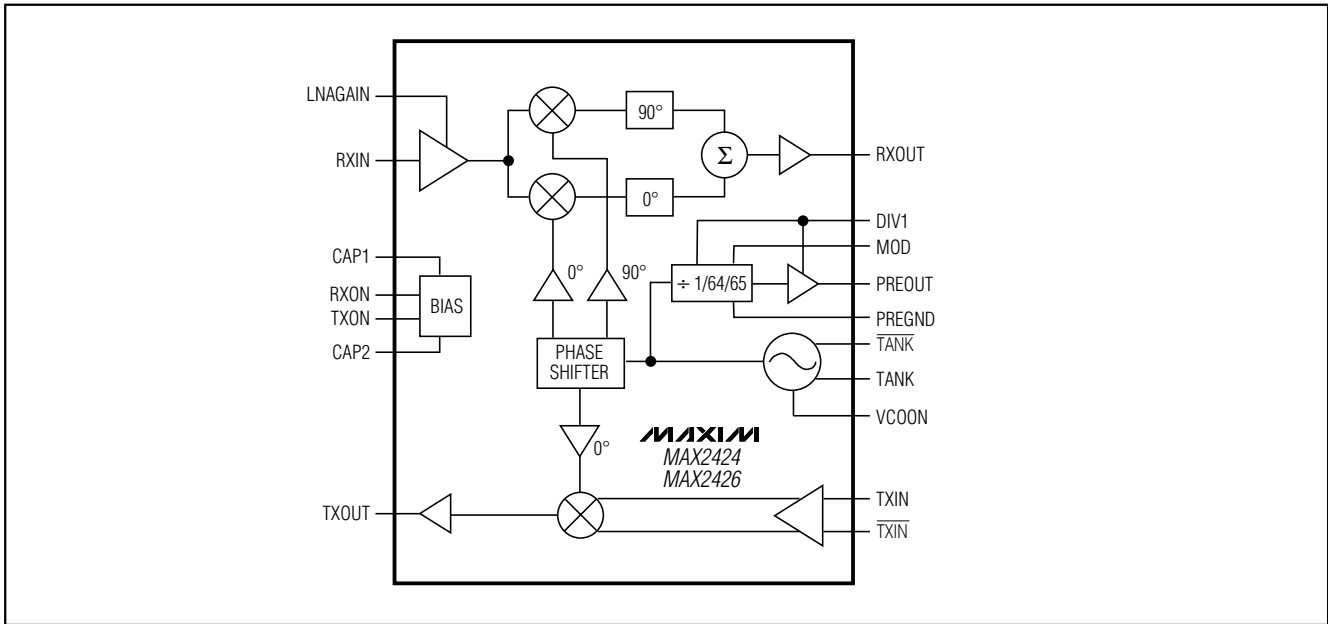 LNAGAIN
RXIN
90°
0°
Σ
RXOUT
CAP1
RXON
TXON
CAP2
BIAS
0°
90°
÷ 1/64/65
DIV1
MOD
PREOUT
PREGND
TANK
TANK
VCOON
PHASE
SHIFTER
0°
MAXIM
MAX2424
MAX2426
TXOUT
TXIN
TXIN